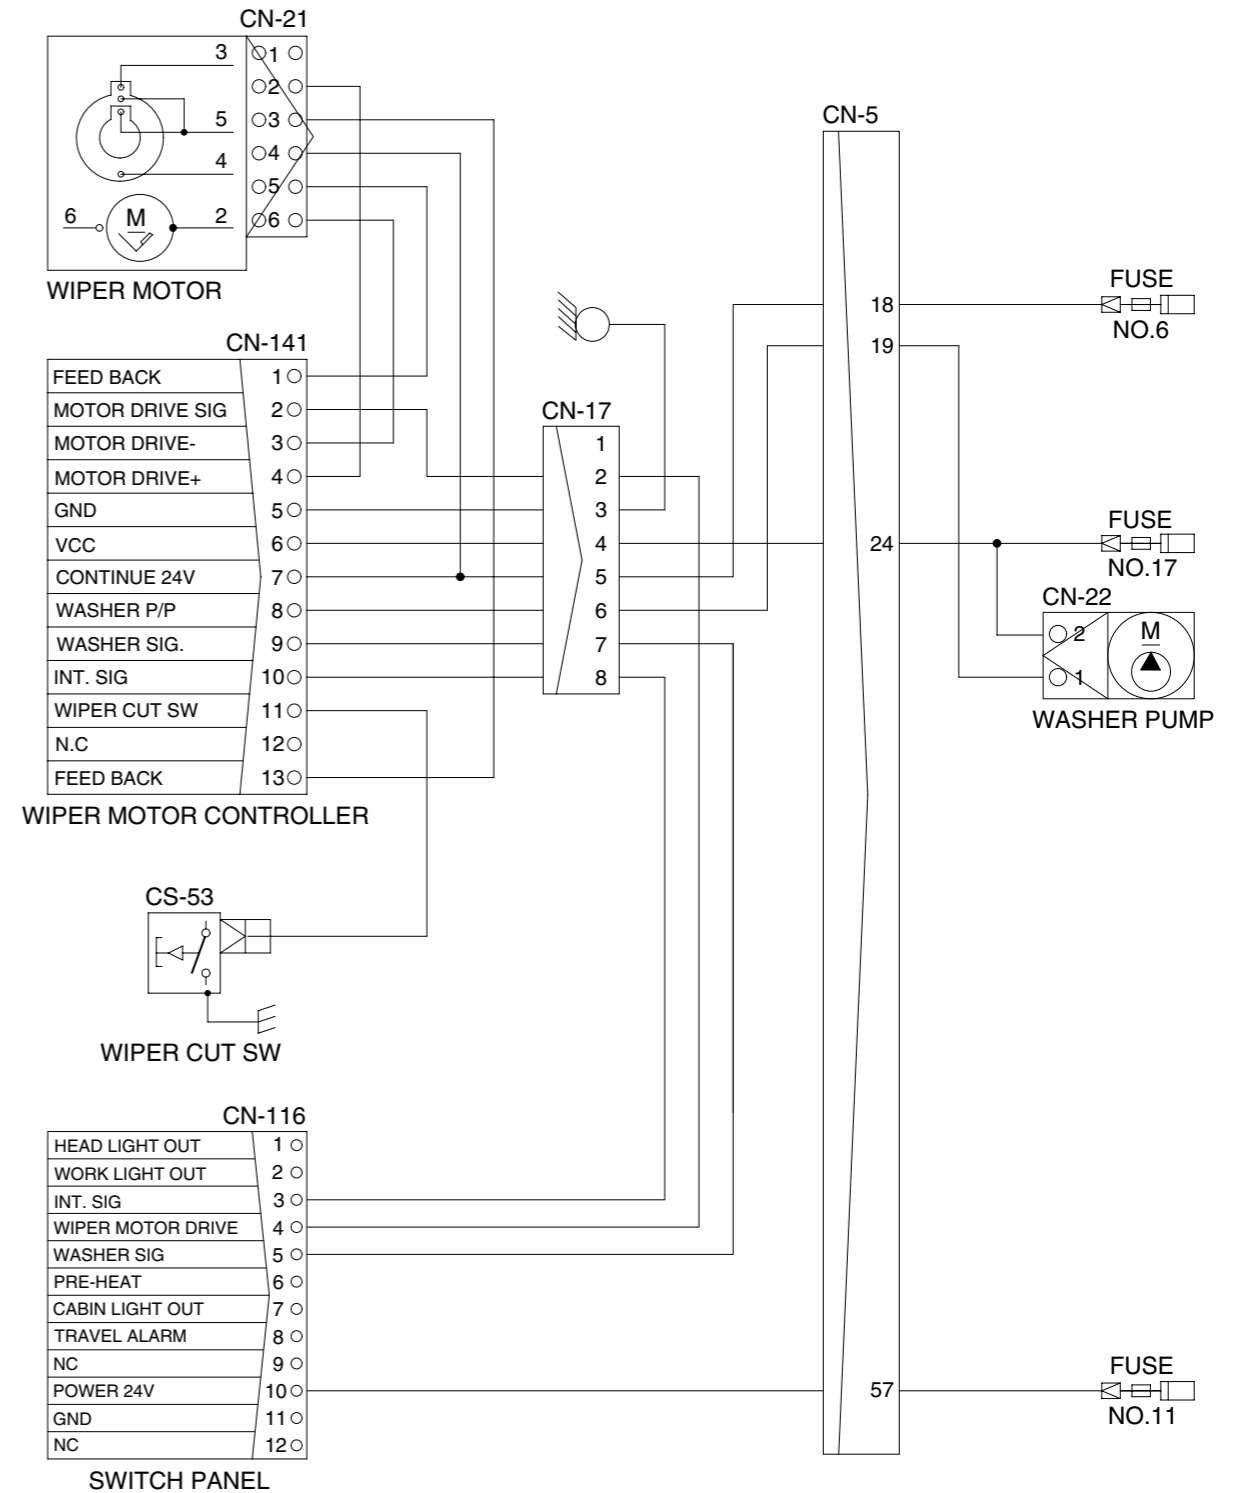 CN-21
3
1
2
5
3
4
4
5
6
M
2
6
WIPER MOTOR
CN-5
FUSE
18
NO.6
19
CN-141
FEED BACK 1
MOTOR DRIVE SIG 2
MOTOR DRIVE- 3
MOTOR DRIVE+ 4
GND 5
VCC 6
CONTINUE 24V 7
WASHER P/P 8
WASHER SIG. 9
INT. SIG 10
WIPER CUT SW 11
N.C 12
FEED BACK 13
WIPER MOTOR CONTROLLER
CN-17
1
2
3
4
5
6
7
8
FUSE
24
NO.17
CN-22
2
M
1
WASHER PUMP
CS-53
WIPER CUT SW
CN-116
HEAD LIGHT OUT 1
WORK LIGHT OUT 2
INT. SIG 3
WIPER MOTOR DRIVE 4
WASHER SIG 5
PRE-HEAT 6
CABIN LIGHT OUT 7
TRAVEL ALARM 8
NC 9
POWER 24V 10
GND 11
NC 12
SWITCH PANEL
FUSE
57
NO.11